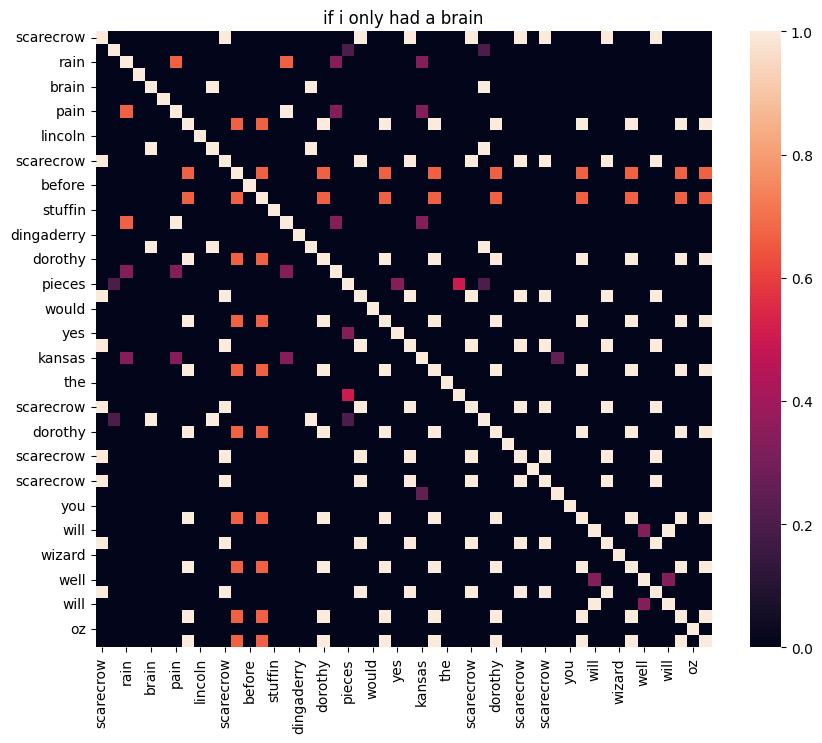 if i only had a brain
scarecrow
rain
brain
pain
lincoln
scarecrow
before
stuffin
dingaderry
dorothy
pieces
would
yes
kansas
the
scarecrow
dorothy
scarecrow
scarecrow
you
will
wizard
well
will
oz
scarecrow
rain
brain
pain
lincoln
scarecrow
before
stuffin
dingaderry
dorothy
pieces
would
yes
kansas
the
scarecrow
dorothy
scarecrow
scarecrow
you
will
wizard
well
will
oz
1.0
0.8
0.6
0.4
0.2
0.0